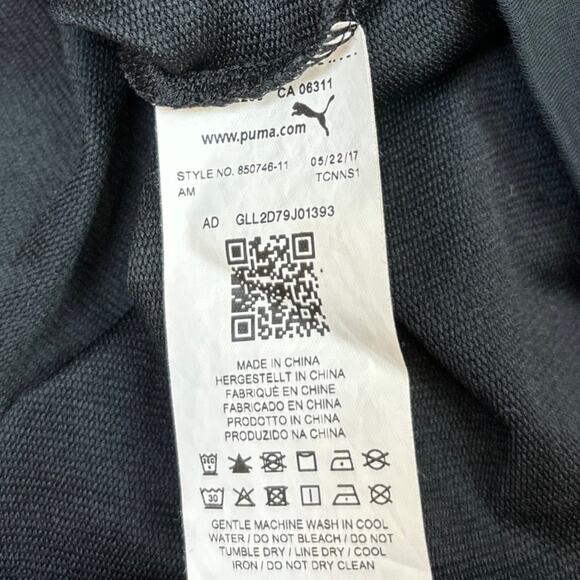 CA 06311
www.puma.com
STYLE NO. 850746-11 05/22/17
AM TCNNS1
AD GLL2D79J01393
MADE IN CHINA
HERGESTELLT IN CHINA
FABRIQUÉ EN CHINE
FABRICADO EN CHINA
PRODOTTO IN CHINA
PRODUZIDO NA CHINA
30
GENTLE MACHINE WASH IN COOL
WATER / DO NOT BLEACH / DO NOT
TUMBLE DRY / LINE DRY / COOL
IRON / DO NOT DRY CLEAN